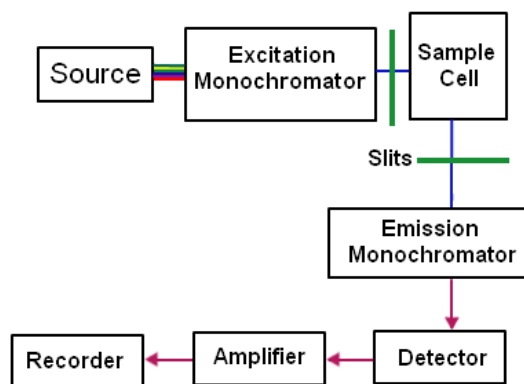 Source
Excitation
Monochromator
Sample
Cell
Slits
Emission
Monochromator
Recorder
Amplifier
Detector